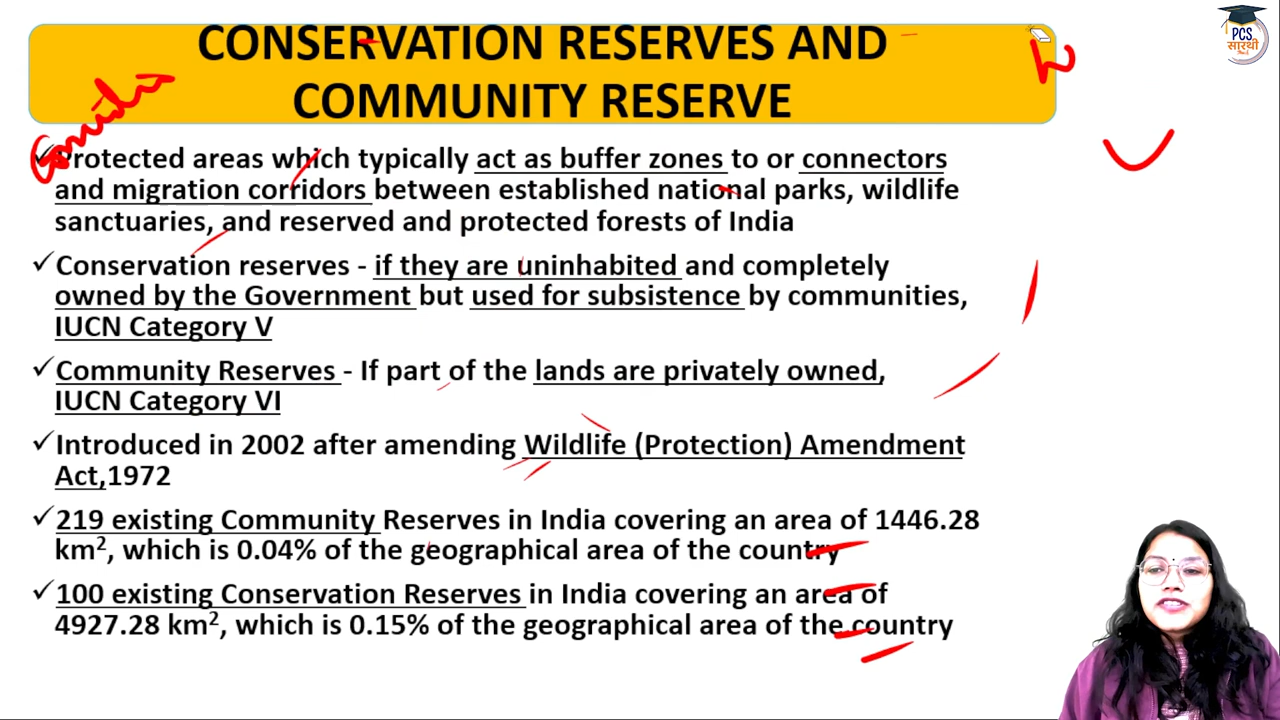 CONSERVATION RESERVES AND
COMMUNITY RESERVE
PCS
सारथी
✓Protected areas which typically act as buffer zones to or connectors
and migration corridors between established national parks, wildlife
sanctuaries, and reserved and protected forests of India
✓Conservation reserves - if they are uninhabited and completely
owned by the Government but used for subsistence by communities,
IUCN Category V
✓Community Reserves - If part of the lands are privately owned,
IUCN Category VI
✓Introduced in 2002 after amending Wildlife (Protection) Amendment
Act,1972
✓219 existing Community Reserves in India covering an area of 1446.28
km², which is 0.04% of the geographical area of the country
✓100 existing Conservation Reserves in India covering an area of
4927.28 km², which is 0.15% of the geographical area of the country